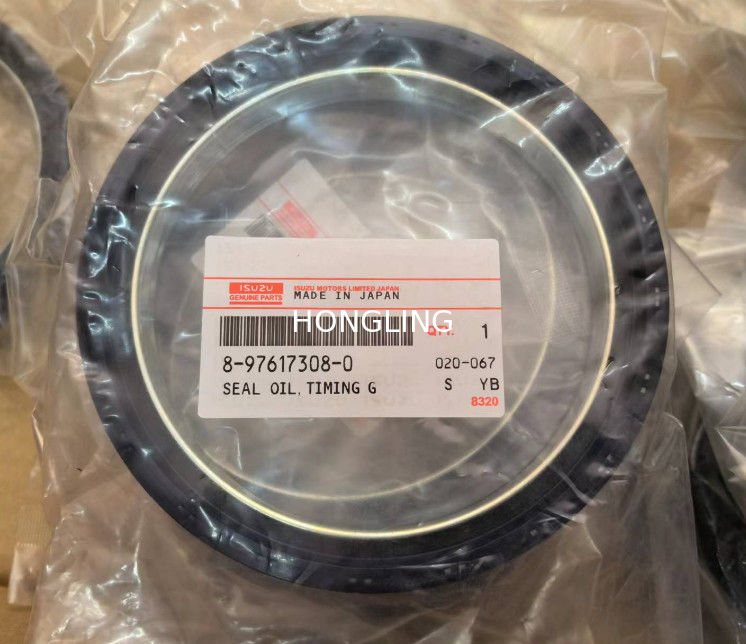 ISUZU
GENUINE PARTS
ISUZU MOTORS LIMITED JAPAN
MADE IN JAPAN
HONGLING
QTY. 1
8-97617308-0 020-067
SEAL OIL, TIMING G S YB
8320